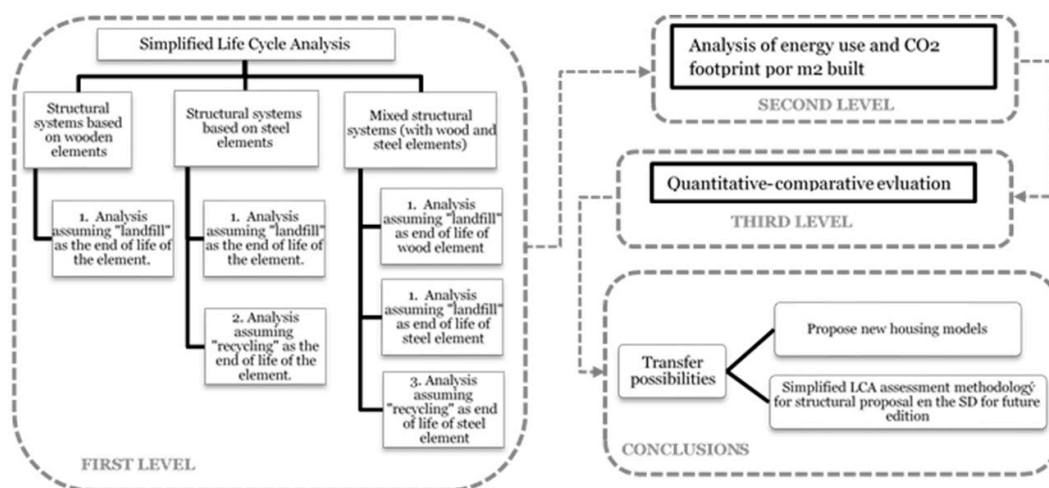 Simplified Life Cycle Analysis
Structural
systems based
on wooden
elements
1. Analysis
assuming "landfill"
as the end of life of
the element.
Structural systems
based on steel
elements
1. Analysis
assuming "landfill"
as the end of life of
the element.
2. Analysis
assuming
"recycling" as the
end of life of the
element.
Mixed structural
systems (with wood and
steel elements)
1. Analysis
assuming "landfill"
as end of life of
wood element
1. Analysis
assuming "landfill"
as end of life of
steel element
3. Analysis
assuming
"recycling" as end
of life of steel
element
FIRST LEVEL
Analysis of energy use and CO2
footprint por m2 built
SECOND LEVEL
Quantitative-comparative evluation
THIRD LEVEL
Transfer
possibilities
Propose new housing models
Simplified LCA assessment methodology
for structural proposal en the SD for future
edition
CONCLUSIONS